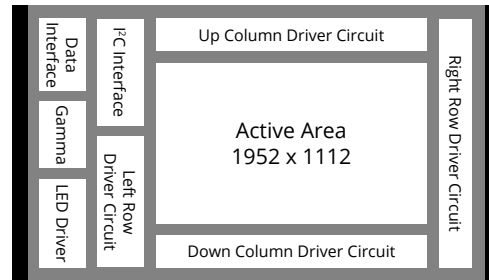 Data
Interface
Gamma
LED Driver
I²C Interface
Left Row
Driver Circuit
Up Column Driver Circuit
Active Area
1952 x 1112
Down Column Driver Circuit
Right Row Driver Circuit